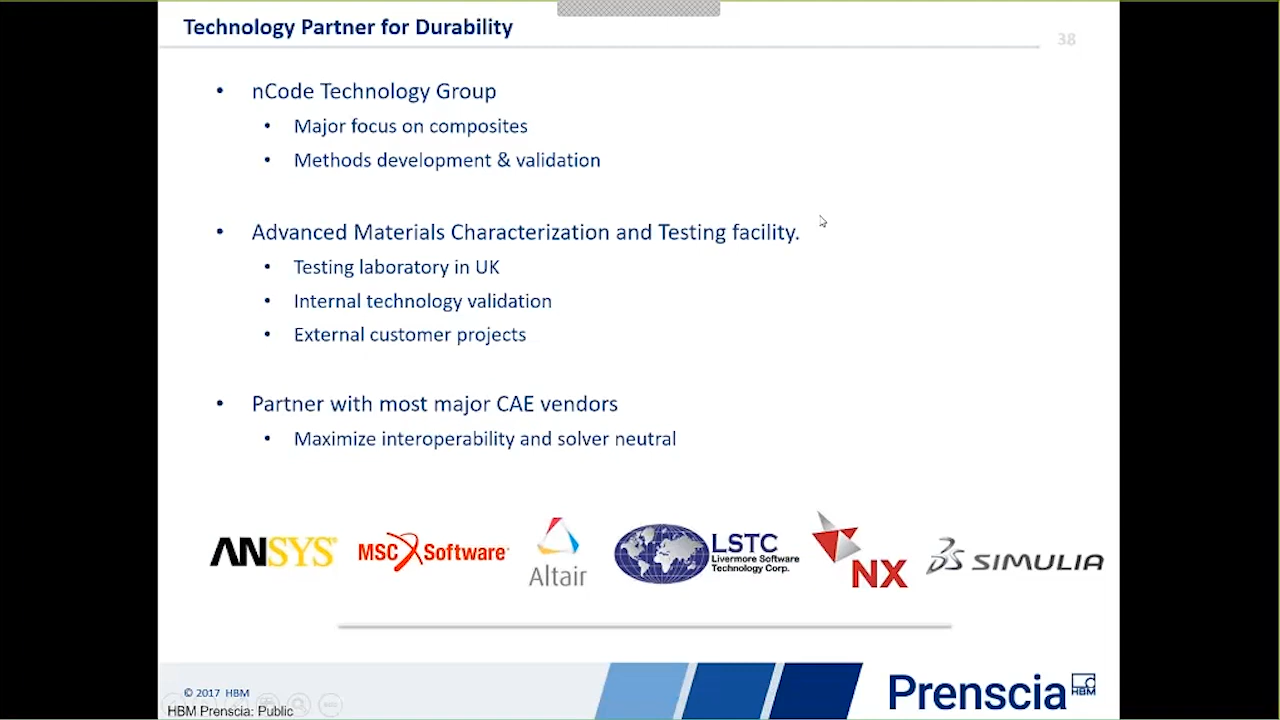 Technology Partner for Durability
38
• nCode Technology Group
• Major focus on composites
• Methods development & validation
• Advanced Materials Characterization and Testing facility.
• Testing laboratory in UK
• Internal technology validation
• External customer projects
• Partner with most major CAE vendors
• Maximize interoperability and solver neutral
ANSYS
MSC Software
Altair
LSTC
Livermore Software
Technology Corp.
NX
SIMULIA
© 2017 HBM
HBM Prenscia: Public
Prenscia
HBM